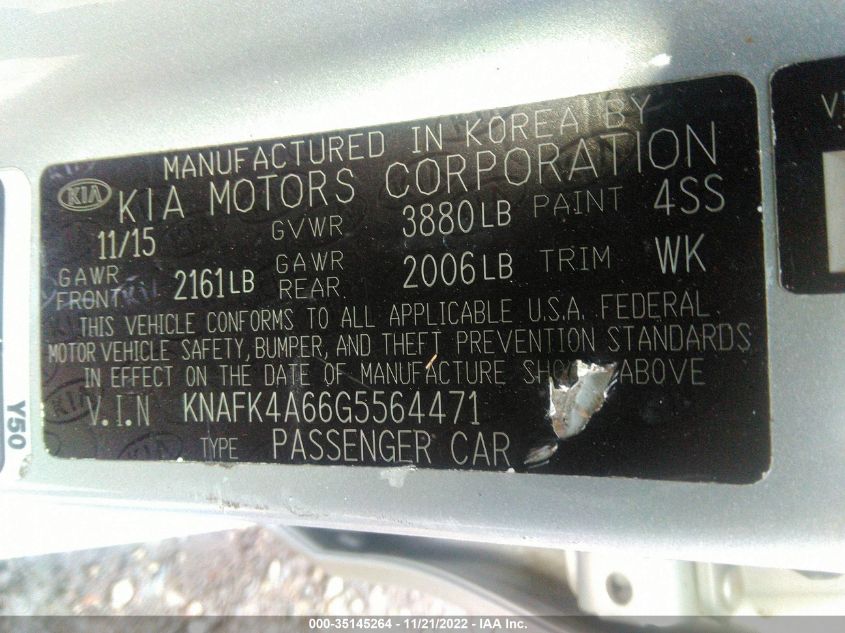 MANUFACTURED IN KOREA BY
KIA
KIA MOTORS CORPORATION
11/15 GVWR 3880LB PAINT 4SS
GAWR FRONT 2161LB GAWR REAR 2006LB TRIM WK
THIS VEHICLE CONFORMS TO ALL APPLICABLE U.S.A. FEDERAL
MOTOR VEHICLE SAFETY, BUMPER, AND THEFT PREVENTION STANDARDS
IN EFFECT ON THE DATE OF MANUFACTURE ABOVE
V.I.N KNAFK4A66G5564471
TYPE PASSENGER CAR
Y50
000-35145264 - 11/21/2022 - IAA Inc.